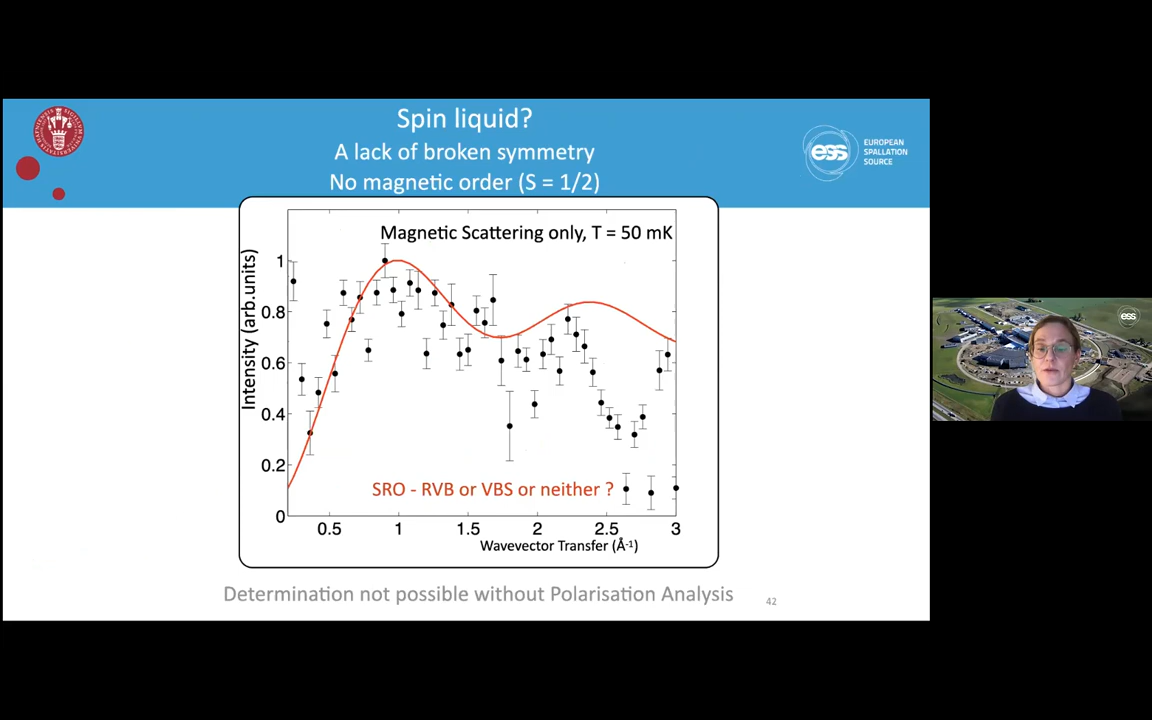 Spin liquid?
A lack of broken symmetry
No magnetic order (S = 1/2)
ess
EUROPEAN
SPALLATION
SOURCE
Magnetic Scattering only, T = 50 mK
Intensity (arb.units)
1
0.8
0.6
0.4
0.2
0
SRO - RVB or VBS or neither ?
0.5 1 1.5 2 2.5 3
Wavevector Transfer (Å-1)
Determination not possible without Polarisation Analysis
42
ess